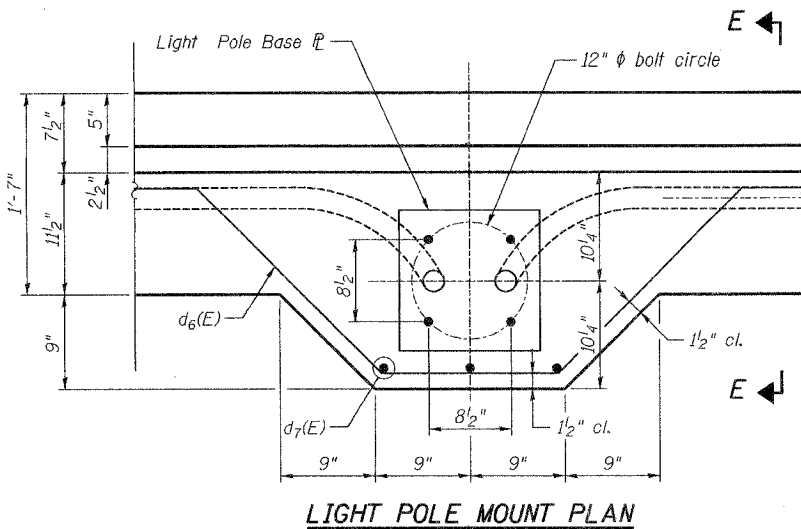 E
Light Pole Base ⅊
12" ϕ bolt circle
1'-7"
7½"
5"
2½"
11½"
9"
8½"
10¼"
10¼"
d6(E)
1½" cl.
E
d7(E)
8½"
1½" cl.
9"
9"
9"
9"
LIGHT POLE MOUNT PLAN